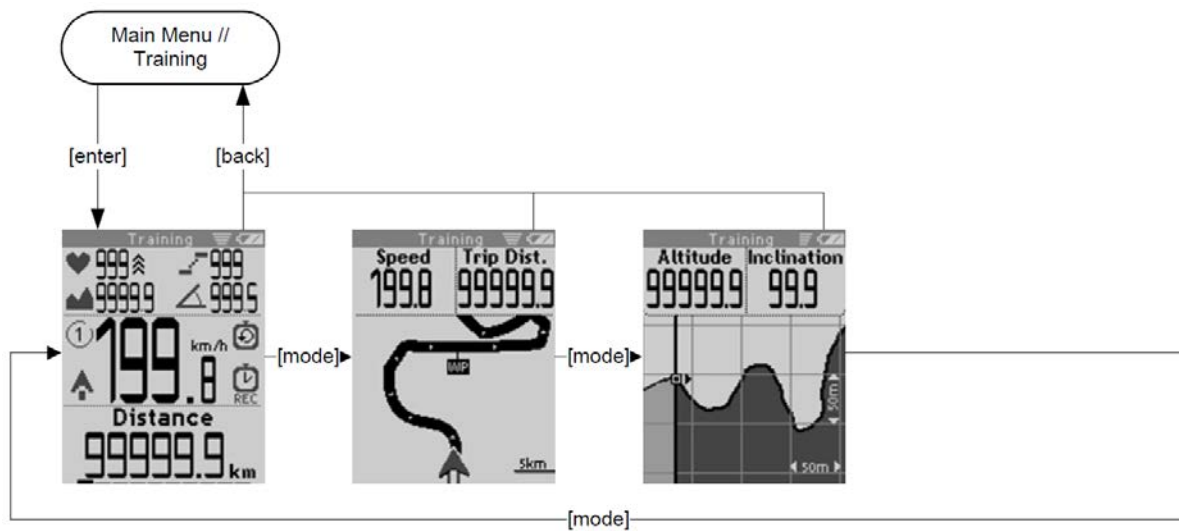 Main Menu //
Training
[enter]
[back]
Training
999
999
99999
999.5
1
199.8
km/h
REC
Distance
99999.9 km
[mode]
Training
Speed
199.8
Trip Dist.
99999.9
WP
5km
[mode]
Training
Altitude
99999.9
Inclination
99.9
50m
50m
[mode]